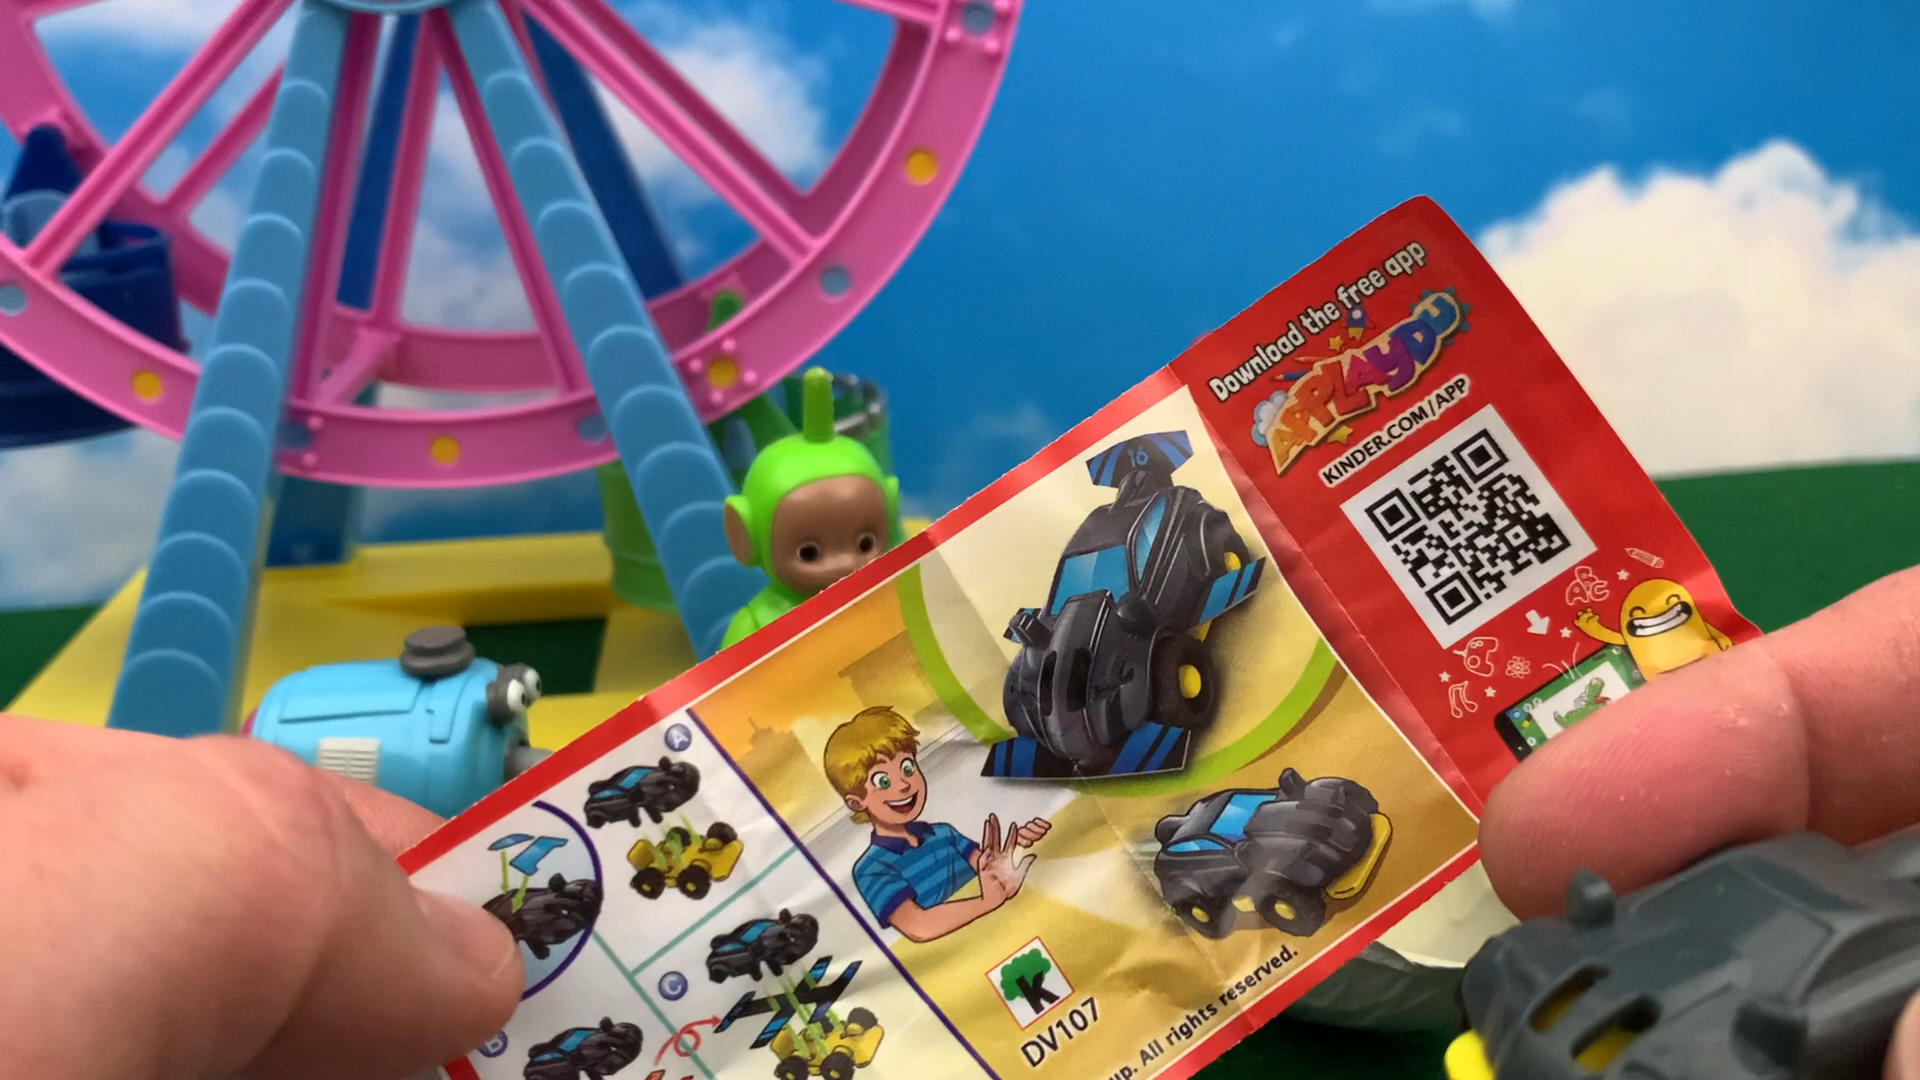 Download the free app
APPLAYDU
KINDER.COM/APP
16
A
C
B
K
DV107
up. All rights reserved.